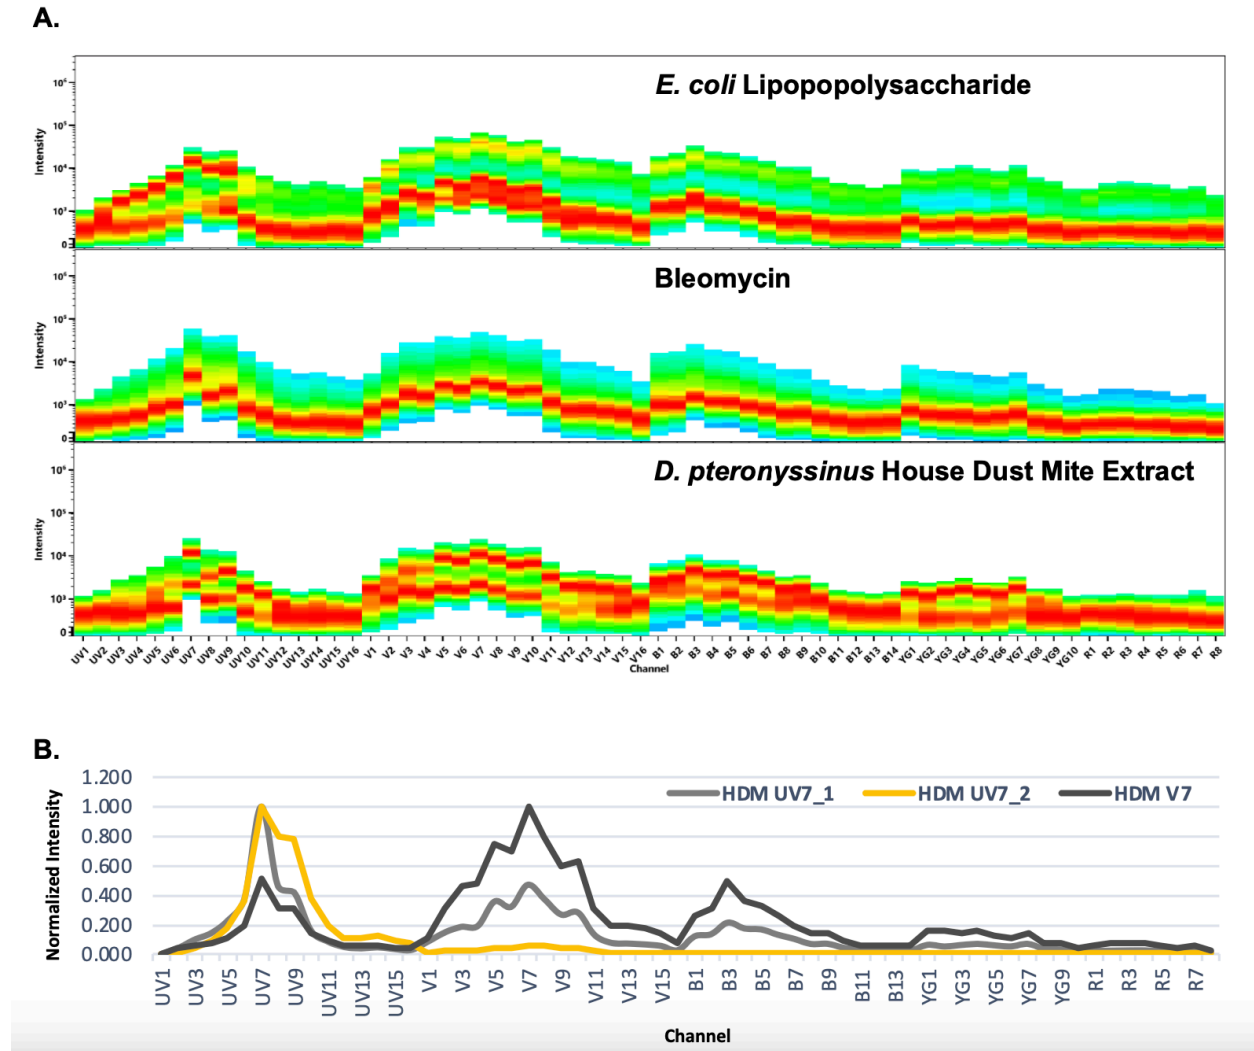 A.
E. coli Lipopopolysaccharide
10⁶
10⁵
10⁴
10³
0
Intensity
Bleomycin
10⁶
10⁵
10⁴
10³
0
Intensity
D. pteronyssinus House Dust Mite Extract
10⁶
10⁵
10⁴
10³
0
Intensity
UV1 UV2 UV3 UV4 UV5 UV6 UV7 UV8 UV9 UV10 UV11 UV12 UV13 UV14 UV15 UV16 V1 V2 V3 V4 V5 V6 V7 V8 V9 V10 V11 V12 V13 V14 V15 V16 B1 B2 B3 B4 B5 B6 B7 B8 B9 B10 B11 B12 B13 B14 YG1 YG2 YG3 YG4 YG5 YG6 YG7 YG8 YG9 YG10 R1 R2 R3 R4 R5 R6 R7 R8
Channel
B.
HDM UV7_1 HDM UV7_2 HDM V7
1.200
1.000
0.800
0.600
0.400
0.200
0.000
Normalized Intensity
UV1 UV3 UV5 UV7 UV9 UV11 UV13 UV15 V1 V3 V5 V7 V9 V11 V13 V15 B1 B3 B5 B7 B9 B11 B13 YG1 YG3 YG5 YG7 YG9 R1 R3 R5 R7
Channel